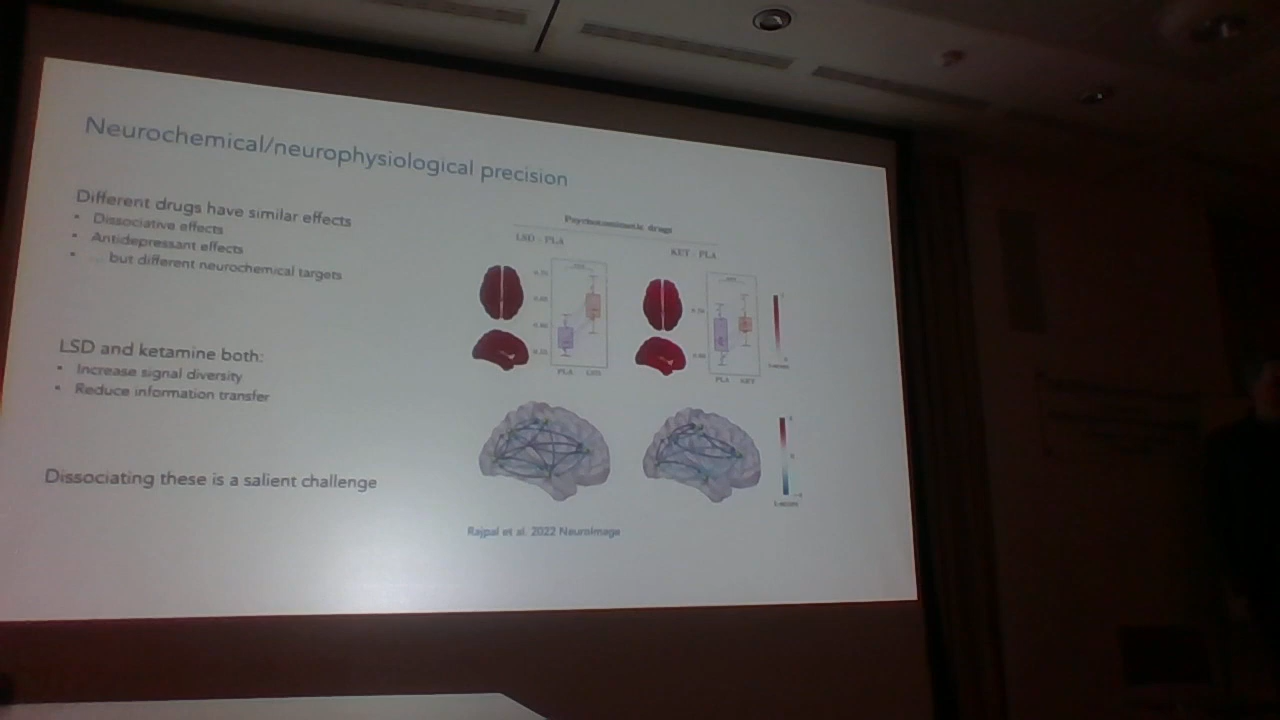 Neurochemical/neurophysiological precision
Different drugs have similar effects
Dissociative effects
Antidepressant effects
... but different neurochemical targets
LSD and ketamine both:
Increase signal diversity
Reduce information transfer
Dissociating these is a salient challenge
Psychotomimetic drugs
LSD - PLA
KET - PLA
PLA LSD
PLA KET
Rajpal et al. 2022 NeuroImage